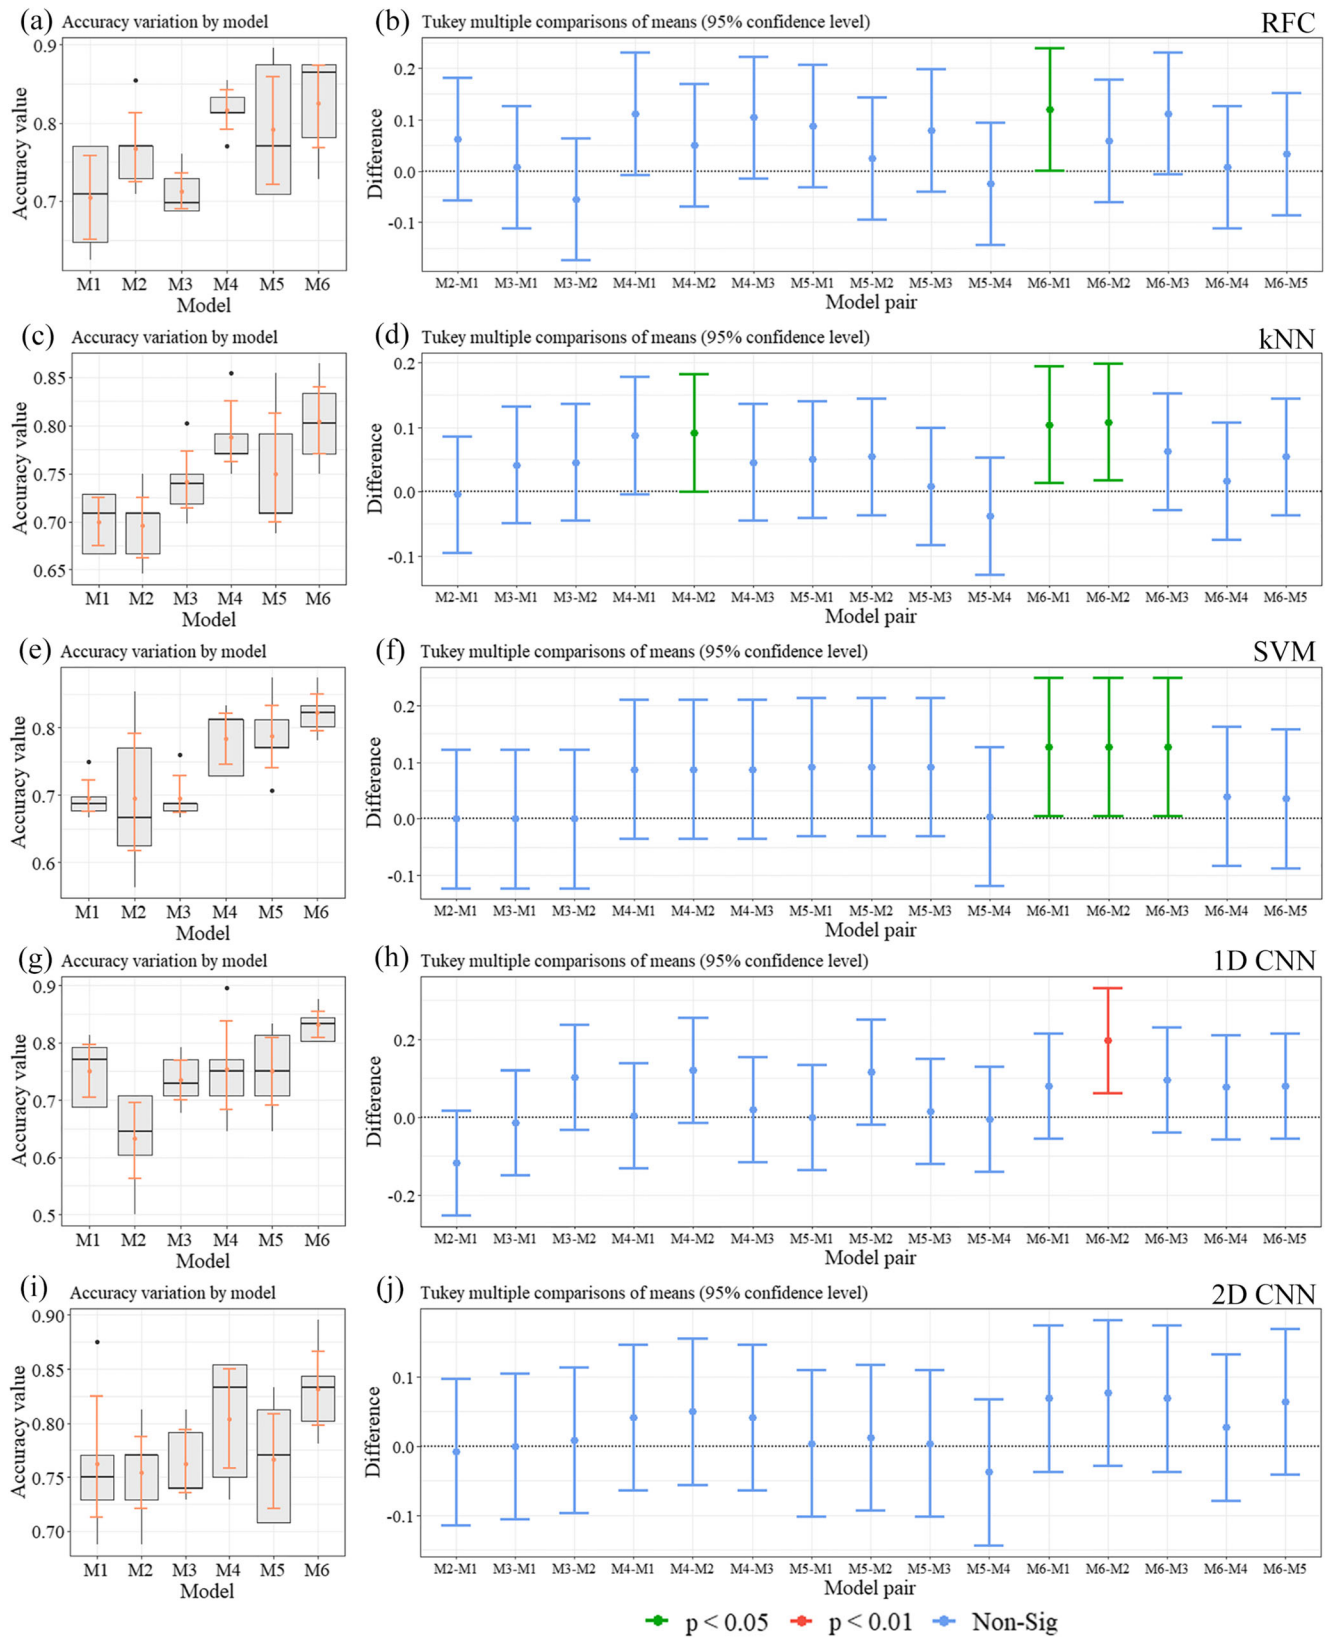 (a) Accuracy variation by model
(b) Tukey multiple comparisons of means (95% confidence level) RFC
Accuracy value
0.9
0.8
0.7
M1 M2 M3 M4 M5 M6
Model
Difference
0.2
0.1
0.0
-0.1
M2-M1 M3-M1 M3-M2 M4-M1 M4-M2 M4-M3 M5-M1 M5-M2 M5-M3 M5-M4 M6-M1 M6-M2 M6-M3 M6-M4 M6-M5
Model pair
(c) Accuracy variation by model
(d) Tukey multiple comparisons of means (95% confidence level) kNN
Accuracy value
0.85
0.80
0.75
0.70
0.65
M1 M2 M3 M4 M5 M6
Model
Difference
0.2
0.1
0.0
-0.1
M2-M1 M3-M1 M3-M2 M4-M1 M4-M2 M4-M3 M5-M1 M5-M2 M5-M3 M5-M4 M6-M1 M6-M2 M6-M3 M6-M4 M6-M5
Model pair
(e) Accuracy variation by model
(f) Tukey multiple comparisons of means (95% confidence level) SVM
Accuracy value
0.8
0.7
0.6
M1 M2 M3 M4 M5 M6
Model
Difference
0.2
0.1
0.0
-0.1
M2-M1 M3-M1 M3-M2 M4-M1 M4-M2 M4-M3 M5-M1 M5-M2 M5-M3 M5-M4 M6-M1 M6-M2 M6-M3 M6-M4 M6-M5
Model pair
(g) Accuracy variation by model
(h) Tukey multiple comparisons of means (95% confidence level) 1D CNN
Accuracy value
0.9
0.8
0.7
0.6
0.5
M1 M2 M3 M4 M5 M6
Model
Difference
0.2
0.0
-0.2
M2-M1 M3-M1 M3-M2 M4-M1 M4-M2 M4-M3 M5-M1 M5-M2 M5-M3 M5-M4 M6-M1 M6-M2 M6-M3 M6-M4 M6-M5
Model pair
(i) Accuracy variation by model
(j) Tukey multiple comparisons of means (95% confidence level) 2D CNN
Accuracy value
0.90
0.85
0.80
0.75
0.70
M1 M2 M3 M4 M5 M6
Model
Difference
0.1
0.0
-0.1
M2-M1 M3-M1 M3-M2 M4-M1 M4-M2 M4-M3 M5-M1 M5-M2 M5-M3 M5-M4 M6-M1 M6-M2 M6-M3 M6-M4 M6-M5
Model pair
p < 0.05 p < 0.01 Non-Sig